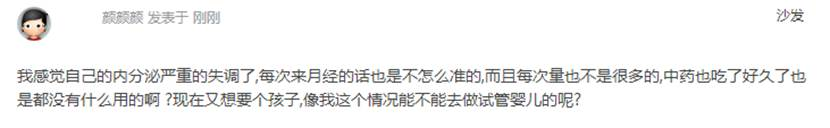 颜颜颜 发表于 刚刚
沙发
我感觉自己的内分泌严重的失调了,每次来月经的话也是不怎么准的,而且每次量也不是很多的,中药也吃了好久了也
是都没有什么用的啊 ?现在又想要个孩子,像我这个情况能不能去做试管婴儿的呢?